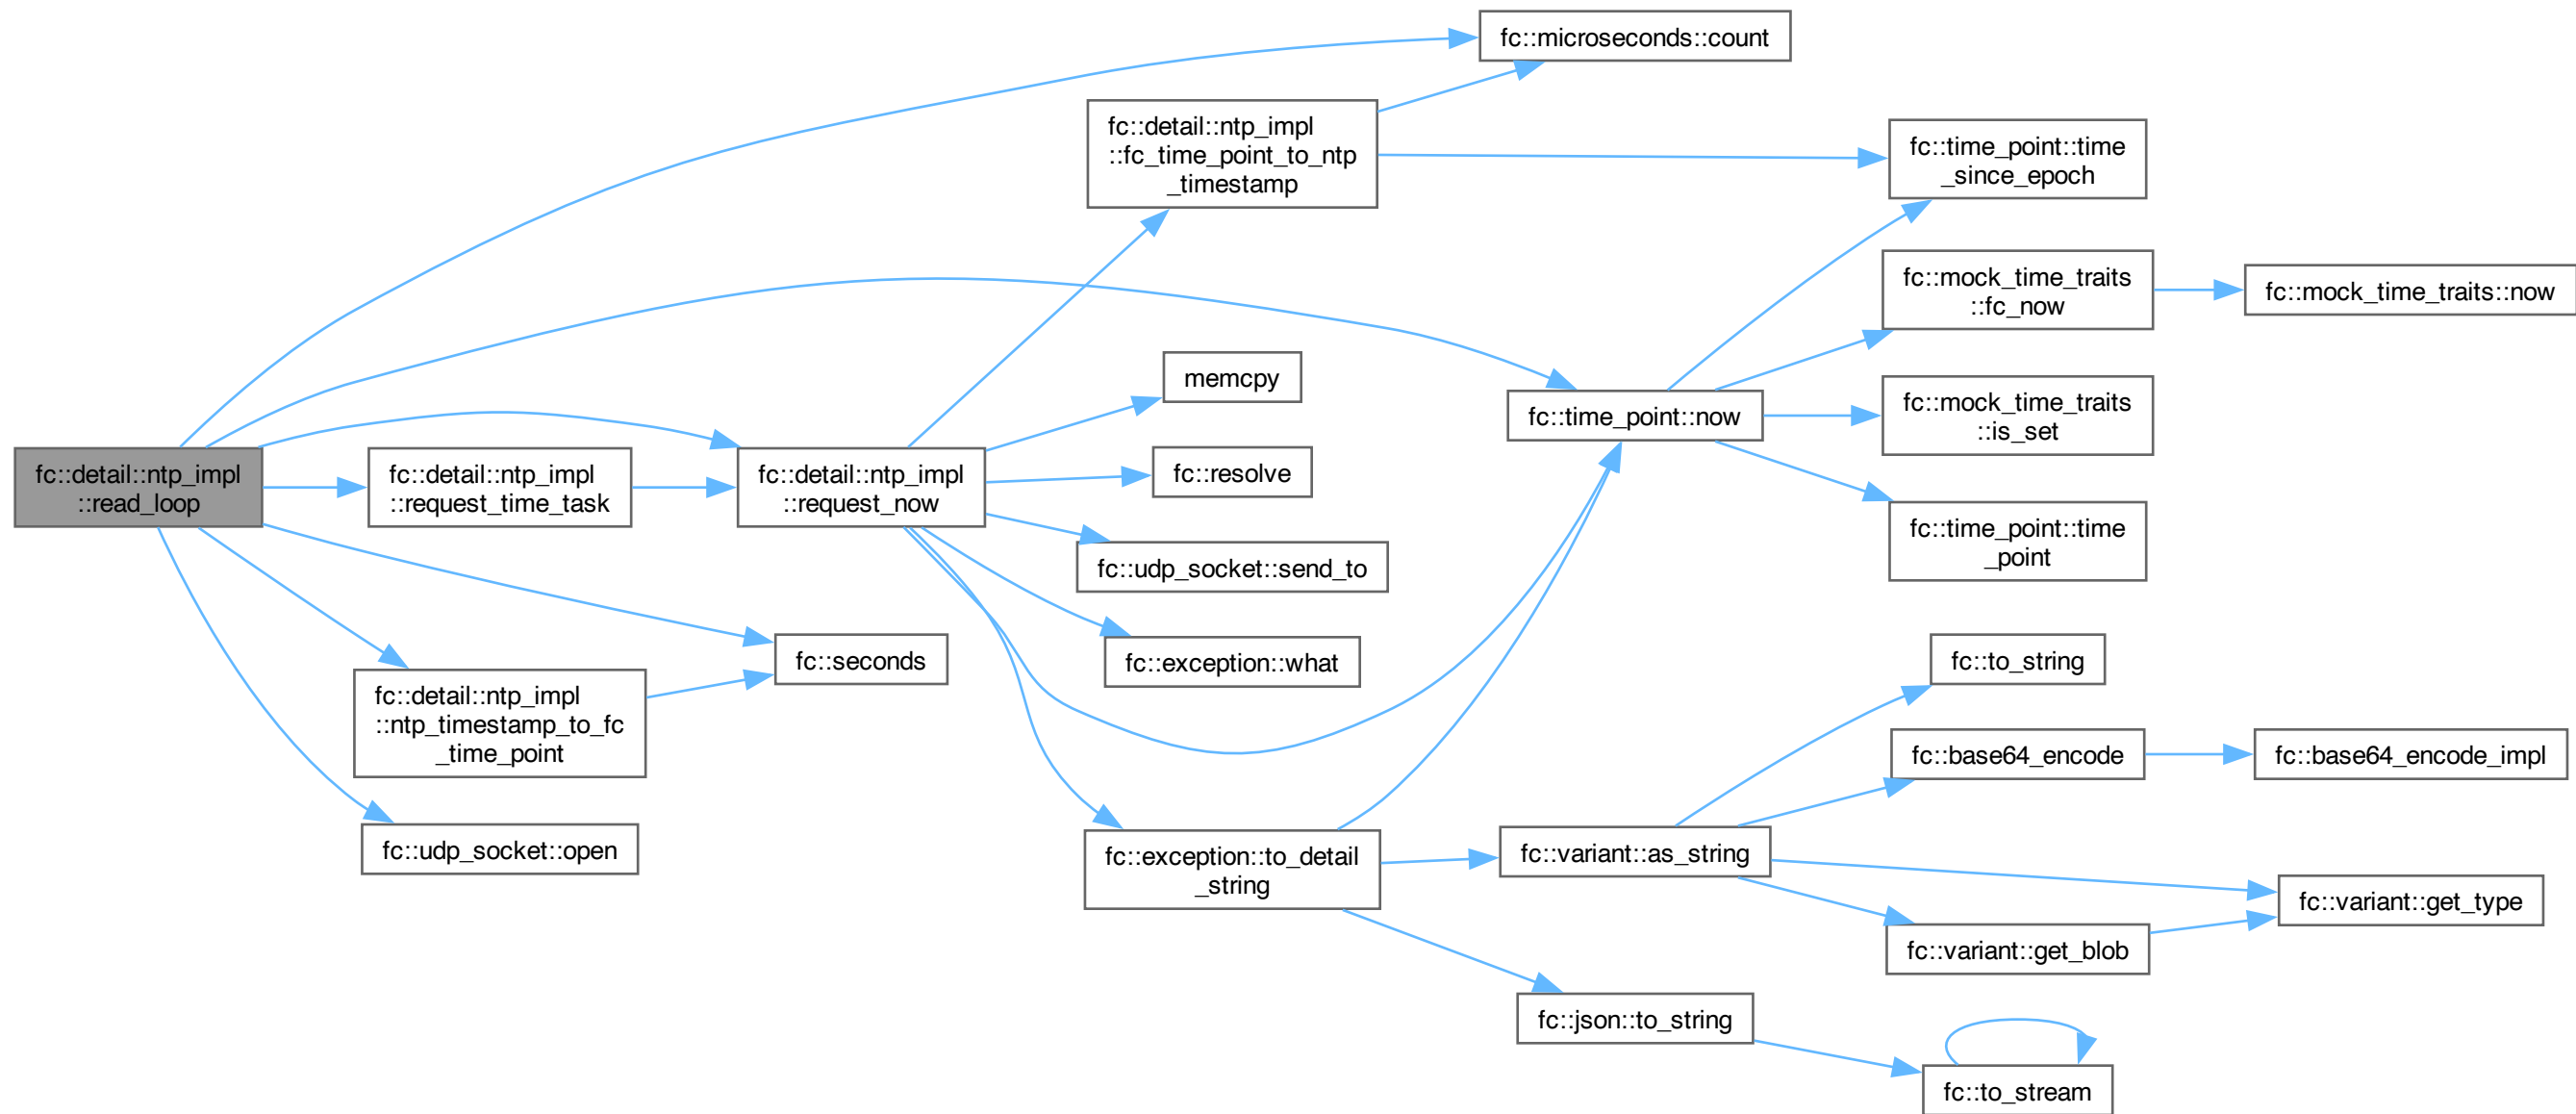 fc::detail::ntp_impl
::read_loop
fc::detail::ntp_impl
::request_time_task
fc::detail::ntp_impl
::ntp_timestamp_to_fc
_time_point
fc::udp_socket::open
fc::detail::ntp_impl
::request_now
fc::seconds
fc::detail::ntp_impl
::fc_time_point_to_ntp
_timestamp
memcpy
fc::resolve
fc::udp_socket::send_to
fc::exception::what
fc::exception::to_detail
_string
fc::microseconds::count
fc::time_point::now
fc::variant::as_string
fc::json::to_string
fc::time_point::time
_since_epoch
fc::mock_time_traits
::fc_now
fc::mock_time_traits
::is_set
fc::time_point::time
_point
fc::to_string
fc::base64_encode
fc::variant::get_blob
fc::to_stream
fc::mock_time_traits::now
fc::base64_encode_impl
fc::variant::get_type